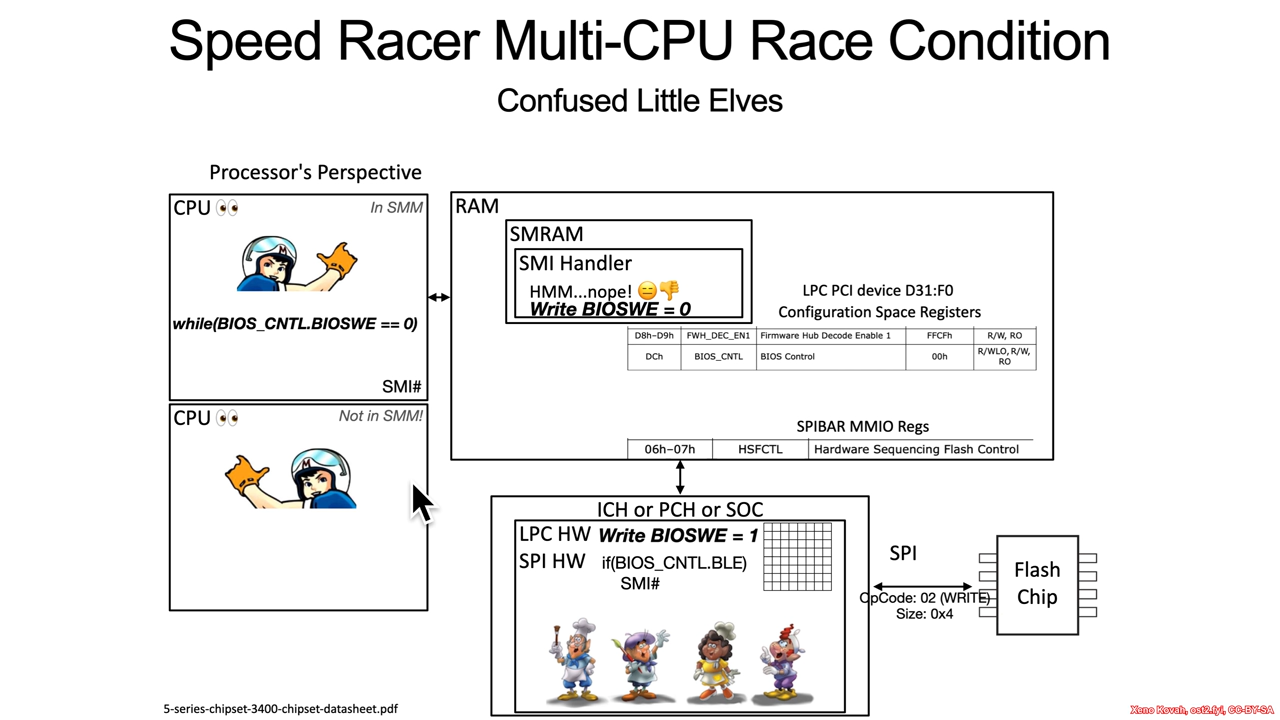 Speed Racer Multi-CPU Race Condition
Confused Little Elves
Processor's Perspective
CPU 👀 In SMM
M
while(BIOS_CNTL.BIOSWE == 0)
SMI#
CPU 👀 Not in SMM!
M
RAM
SMRAM
SMI Handler
HMM...nope! 😑👎
Write BIOSWE = 0
LPC PCI device D31:F0
Configuration Space Registers
D8h–D9h FWH_DEC_EN1 Firmware Hub Decode Enable 1 FFCFh R/W, RO
DCh BIOS_CNTL BIOS Control 00h R/WLO, R/W, RO
SPIBAR MMIO Regs
06h–07h HSFCTL Hardware Sequencing Flash Control
ICH or PCH or SOC
LPC HW Write BIOSWE = 1
SPI HW if(BIOS_CNTL.BLE)
SMI#
SPI
OpCode: 02 (WRITE)
Size: 0x4
Flash
Chip
5-series-chipset-3400-chipset-datasheet.pdf
Xeno Kovah, ost2.fyi, CC-BY-SA